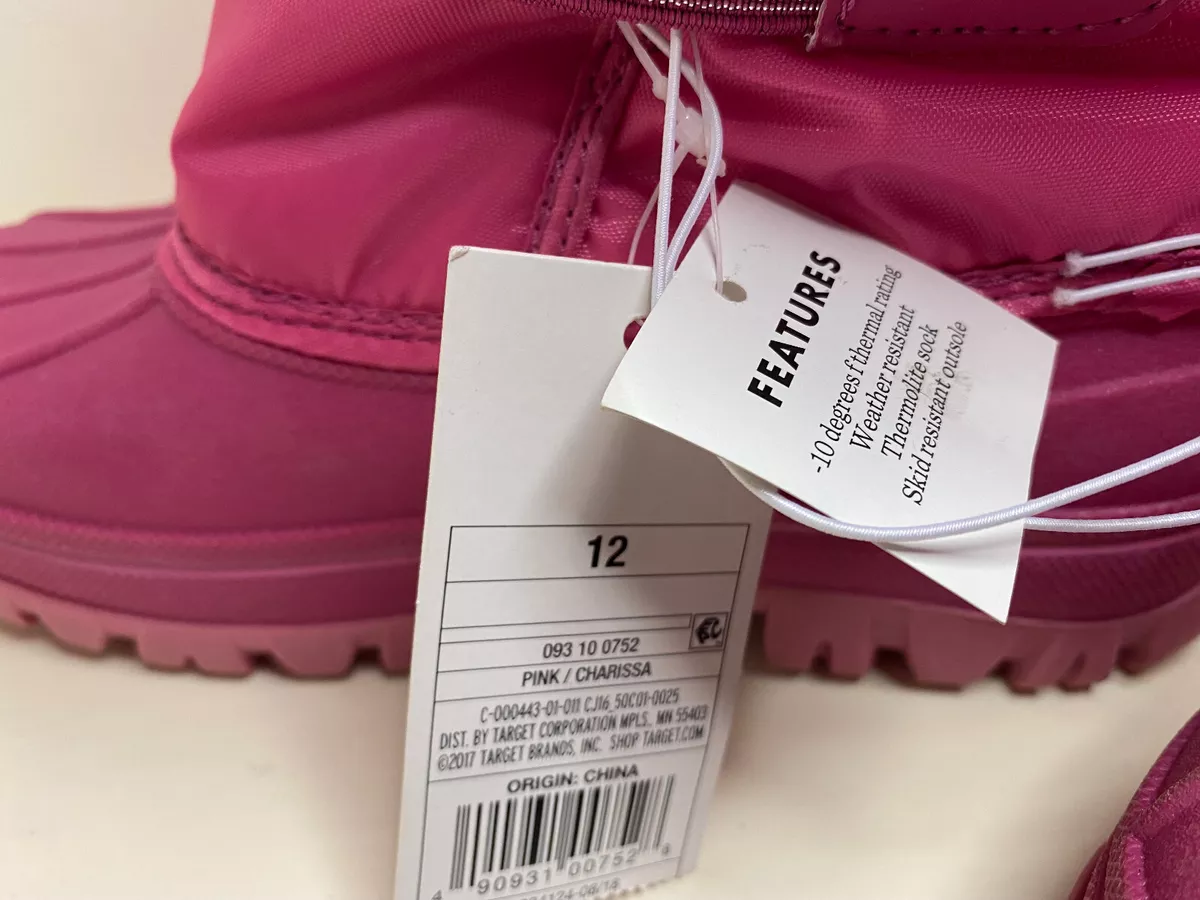 FEATURES
-10 degrees f thermal rating
Weather resistant
Thermolite sock
Skid resistant outsole
12
093 10 0752
PINK / CHARISSA
C-000443-01-011 CJ16_50C01-0025
DIST. BY TARGET CORPORATION MPLS., MN 55403
©2017 TARGET BRANDS, INC. SHOP TARGET.COM
ORIGIN: CHINA
4 90931 00752 4